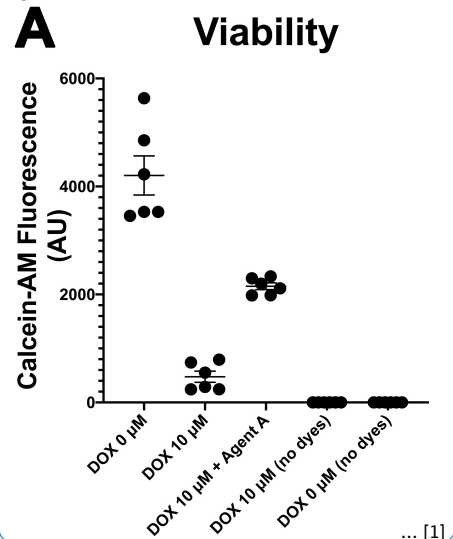 A
Viability
Calcein-AM Fluorescence
(AU)
6000
4000
2000
0
DOX 0 µM
DOX 10 µM
DOX 10 µM + Agent A
DOX 10 µM (no dyes)
DOX 0 µM (no dyes)
... [1]